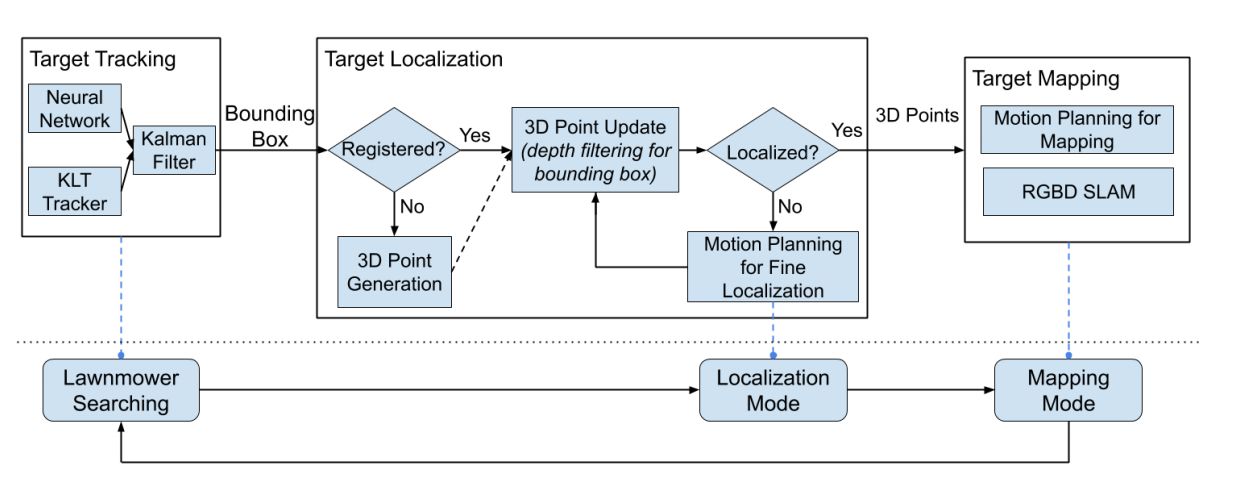 Target Tracking
Neural
Network
KLT
Tracker
Kalman
Filter
Bounding
Box
Target Localization
Registered?
Yes
No
3D Point
Generation
3D Point Update
(depth filtering for
bounding box)
Localized?
Yes
No
Motion Planning
for Fine
Localization
3D Points
Target Mapping
Motion Planning for
Mapping
RGBD SLAM
Lawnmower
Searching
Localization
Mode
Mapping
Mode